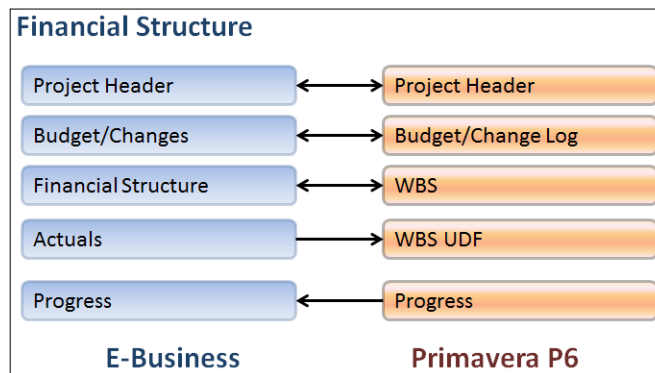 Financial Structure
Project Header Project Header
Budget/Changes Budget/Change Log
Financial Structure WBS
Actuals WBS UDF
Progress Progress
E-Business Primavera P6